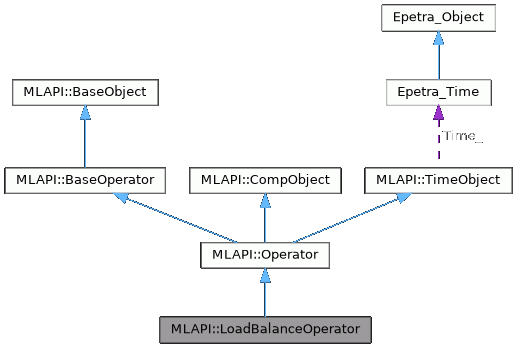 Epetra_Object
MLAPI::BaseObject
Epetra_Time
Time_
MLAPI::BaseOperator
MLAPI::CompObject
MLAPI::TimeObject
MLAPI::Operator
MLAPI::LoadBalanceOperator